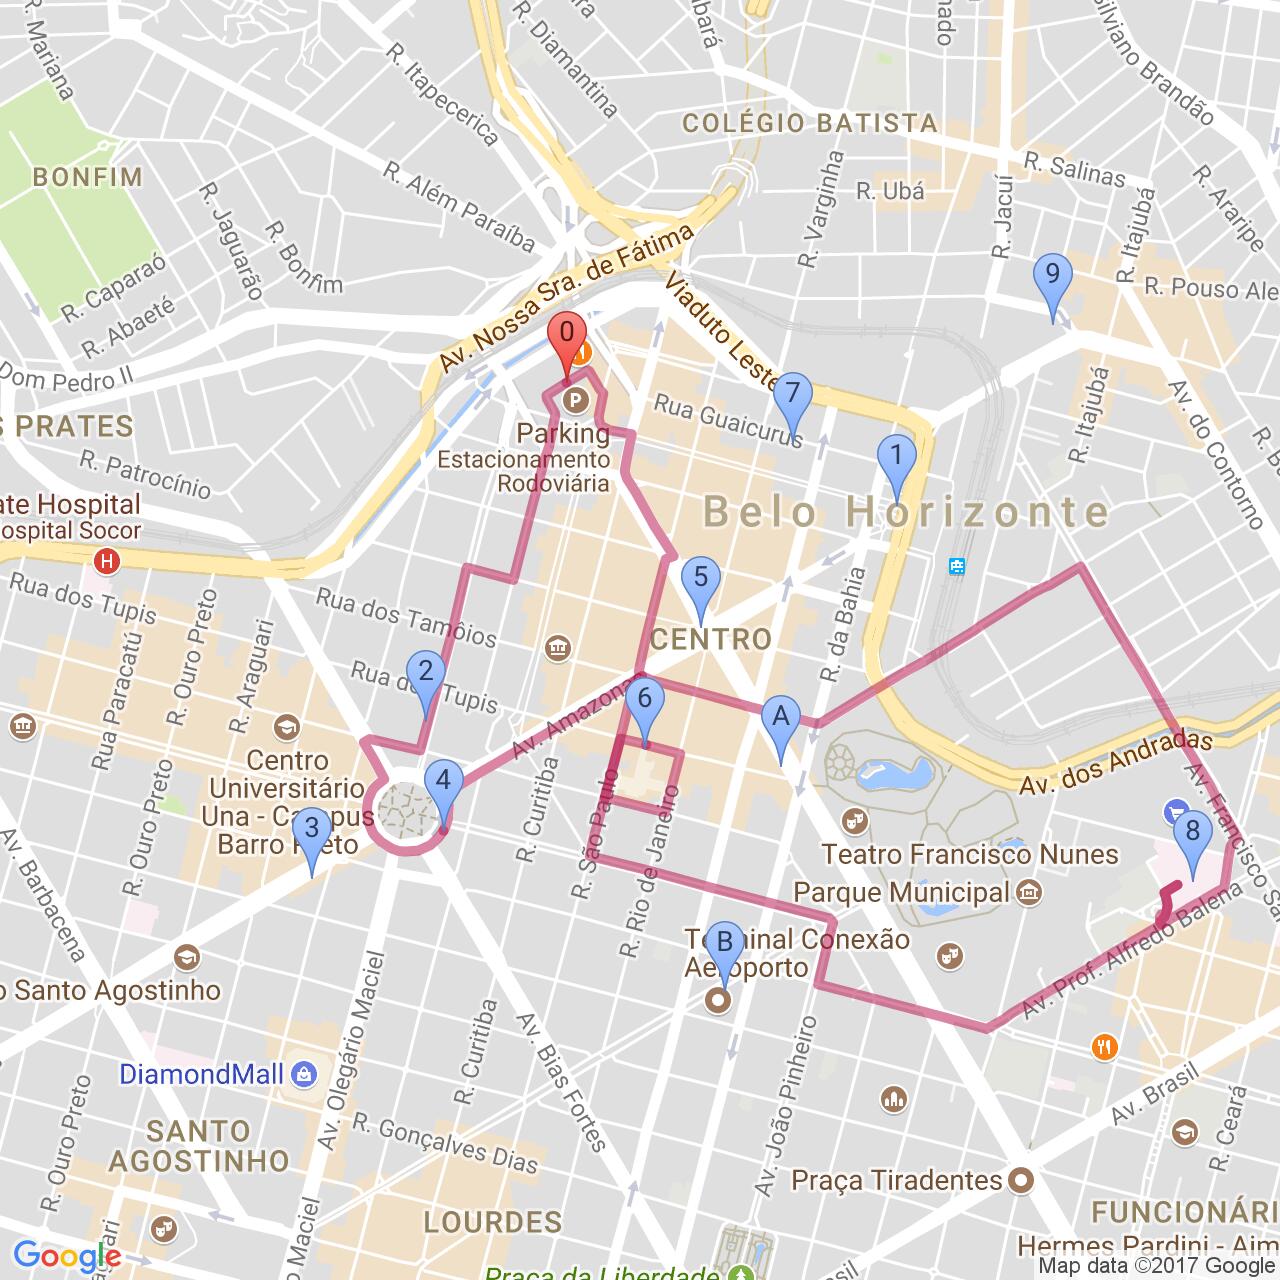 R. Mariana
R. Diamantina
R. Itapecerica
COLÉGIO BATISTA
Silviano Brandão
R. Salinas
R. Varginha
R. Ubá
R. Jacuí
R. Itajubá
R. Araripe
BONFIM
R. Além Paraíba
R. Jaguarão
R. Bonfim
R. Caparaó
R. Abaeté
Av. Nossa Sra. de Fátima
Viaduto Leste
9
R. Pouso Ale
Dom Pedro II
0
7
Rua Guaicurus
R. Itajubá
Av. do Contorno
S PRATES
P
Parking
Estacionamento
Rodoviária
R. Patrocínio
1
Belo Horizonte
ate Hospital
ospital Socor
H
Rua dos Tupis
R. Ouro Preto
R. Araguari
Rua Paracatú
Rua dos Tamóios
5
CENTRO
R. da Bahia
2
Tupis
6
A
Av. Amazonas
Av. dos Andradas
Centro
Universitário
Una - Campus
Barro Preto
4
3
R. Curitiba
R. São Paulo
R. Rio de Janeiro
Av. Francisco Sa
8
Teatro Francisco Nunes
Parque Municipal
R. Ouro Preto
Av. Barbacena
Av. Prof. Alfredo Balena
B
Terminal Conexão
Aeroporto
o Santo Agostinho
Av. Olegário Maciel
R. Curitiba
Av. Bias Fortes
Av. João Pinheiro
DiamondMall
R. Ouro Preto
SANTO
AGOSTINHO
R. Gonçalves Dias
Av. Brasil
R. Ceará
Praça Tiradentes
LOURDES
FUNCIONÁRI
Hermes Pardini - Aim
Praça da Liberdade
Google
Map data ©2017 Google